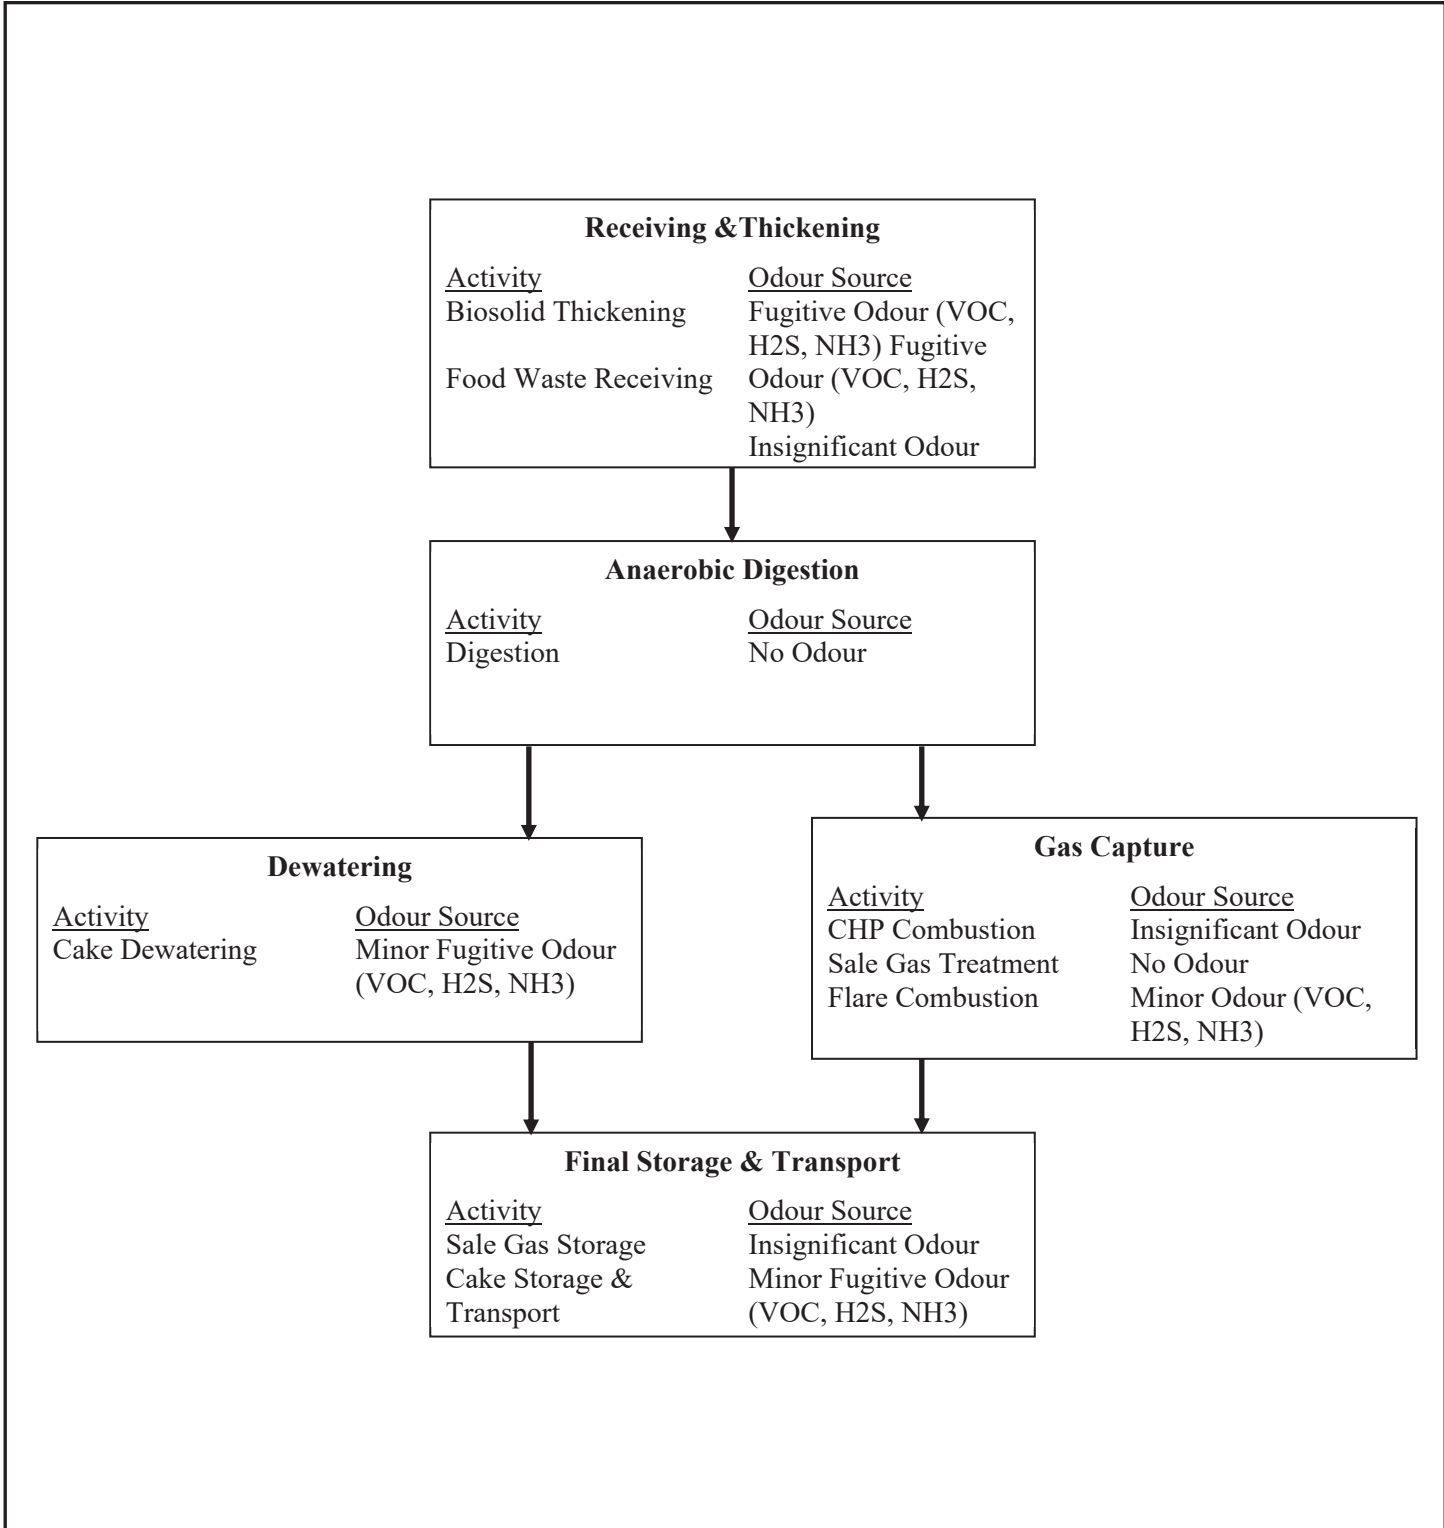 Receiving &Thickening
Activity Odour Source
Biosolid Thickening Fugitive Odour (VOC,
H2S, NH3) Fugitive
Food Waste Receiving Odour (VOC, H2S,
NH3)
Insignificant Odour
Anaerobic Digestion
Activity Odour Source
Digestion No Odour
Dewatering
Activity Odour Source
Cake Dewatering Minor Fugitive Odour
(VOC, H2S, NH3)
Gas Capture
Activity Odour Source
CHP Combustion Insignificant Odour
Sale Gas Treatment No Odour
Flare Combustion Minor Odour (VOC,
H2S, NH3)
Final Storage & Transport
Activity Odour Source
Sale Gas Storage Insignificant Odour
Cake Storage & Minor Fugitive Odour
Transport (VOC, H2S, NH3)